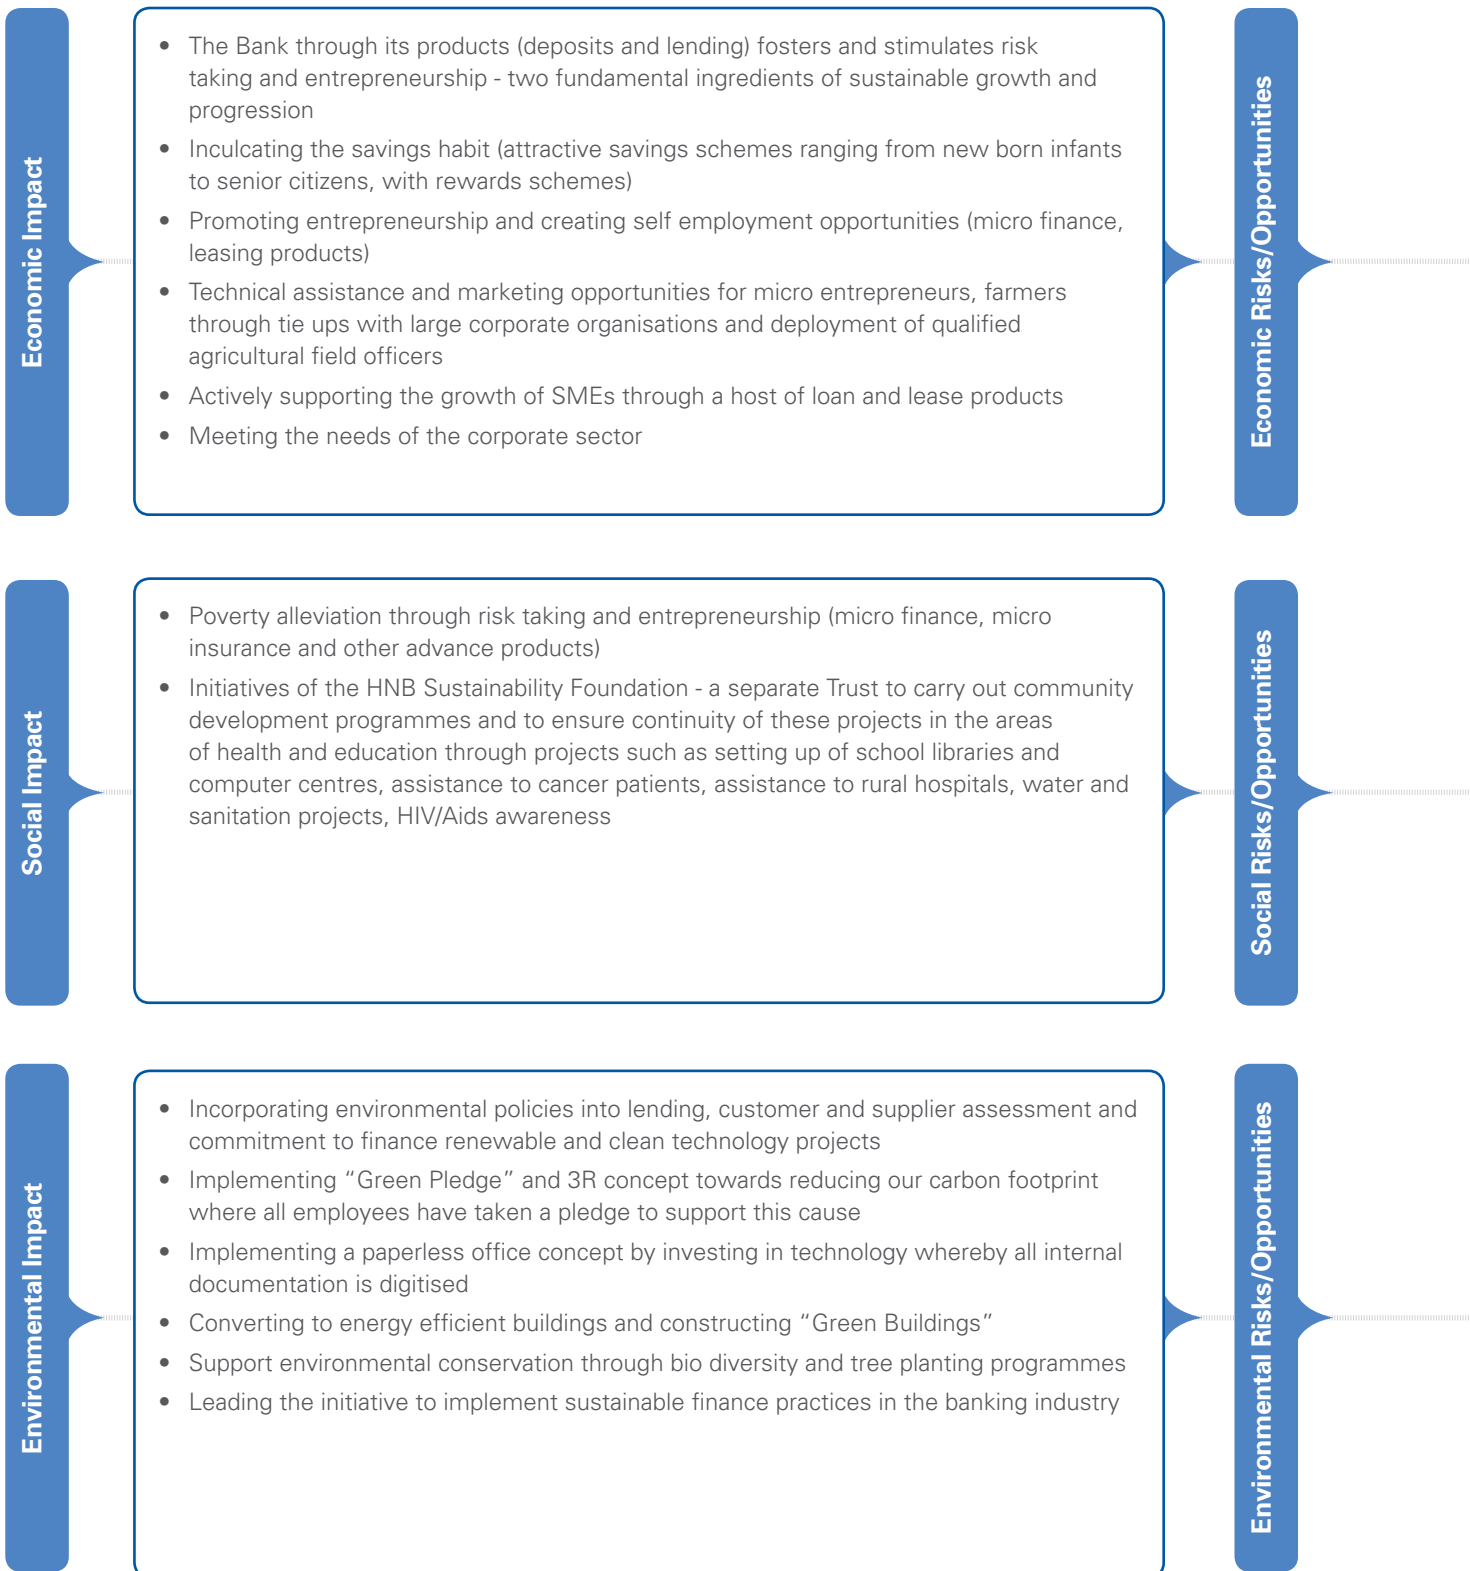 Economic Impact
• The Bank through its products (deposits and lending) fosters and stimulates risk
taking and entrepreneurship - two fundamental ingredients of sustainable growth and
progression
• Inculcating the savings habit (attractive savings schemes ranging from new born infants
to senior citizen, with rewards schemes)
• Promoting entrepreneurship and creating self employment opportunities (micro finance,
leasing products)
• Technical assistance and marketing opportunities for micro entrepreneurs, farmers
through tie ups with large corporate organisations and deployment of qualified
agricultural field officers
• Actively supporting the growth of SMEs through a host of loan and lease products
• Meeting the needs of the corporate sector
Economic Risks/Opportunities
Social Impact
• Poverty alleviation through risk taking and entrepreneurship (micro finance, micro
insurance and other advance products)
• Initiatives of the HNB Sustainability Foundation - a separate Trust to carry out community
development programmes and to ensure continuity of these projects in the areas
of health and education through projects such as setting up of school libraries and
computer centres, assistance to cancer patients, assistance to rural hospitals, water and
sanitation projects, HIV/Aids awareness
Social Risks/Opportunities
Environmental Impact
• Incorporating environmental policies into lending, customer and supplier assessment and
commitment to finance renewable and clean technology projects
• Implementing “Green Pledge” and 3R concept towards reducing our carbon footprint
where all employees have taken a pledge to support this cause
• Implementing a paperless office concept by investing in technology whereby all internal
documentation is digitised
• Converting to energy efficient buildings and constructing “Green Buildings”
• Support environmental conservation through bio diversity and tree planting programmes
• Leading the initiative to implement sustainable finance practices in the banking industry
Environmental Risks/Opportunities